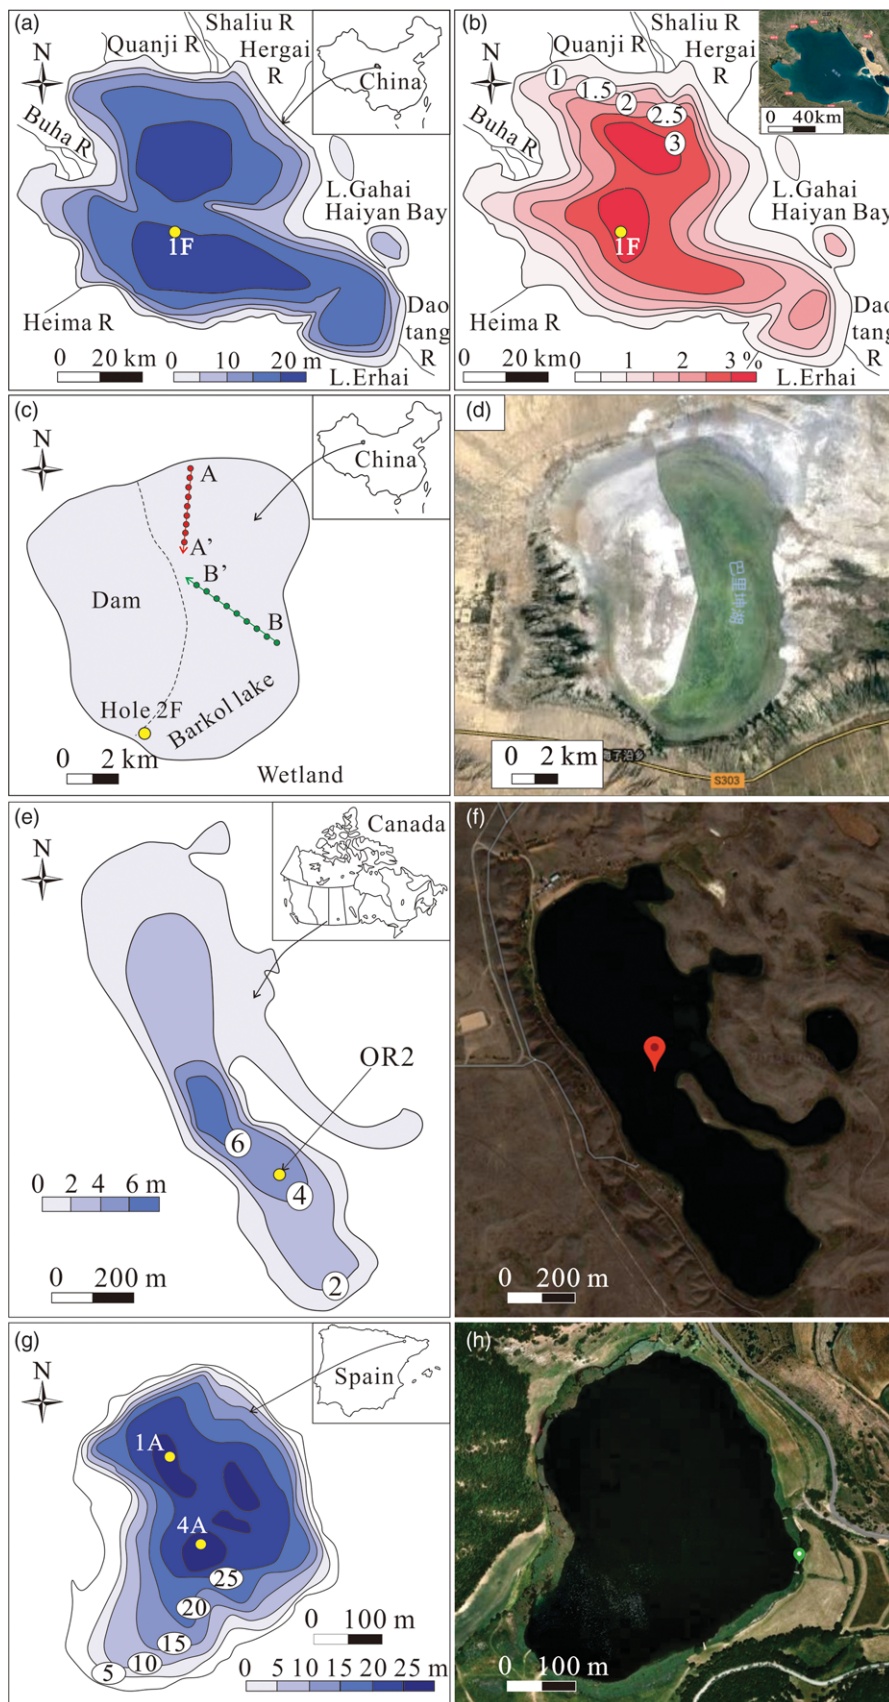 (a)
N
Quanji R
Shaliu R
Hergai
R
China
Buha R
L.Gahai
Haiyan Bay
1F
Heima R
Dao
tang
R
L.Erhai
0 20 km
0 10 20 m
(b)
N
Quanji R
Shaliu R
Hergai
R
0 40km
1
1.5
2
2.5
3
Buha R
L.Gahai
Haiyan Bay
1F
Heima R
Dao
tang
R
L.Erhai
0 20 km
0 1 2 3 %
(c)
N
China
A
A’
B’
B
Dam
Hole 2F
Barkol lake
0 2 km
Wetland
(d)
巴里坤湖
0 2 km
S303
(e)
N
Canada
OR2
6
4
2
0 2 4 6 m
0 200 m
(f)
0 200 m
(g)
N
Spain
1A
4A
25
20
15
10
5
0 100 m
0 5 10 15 20 25 m
(h)
0 100 m